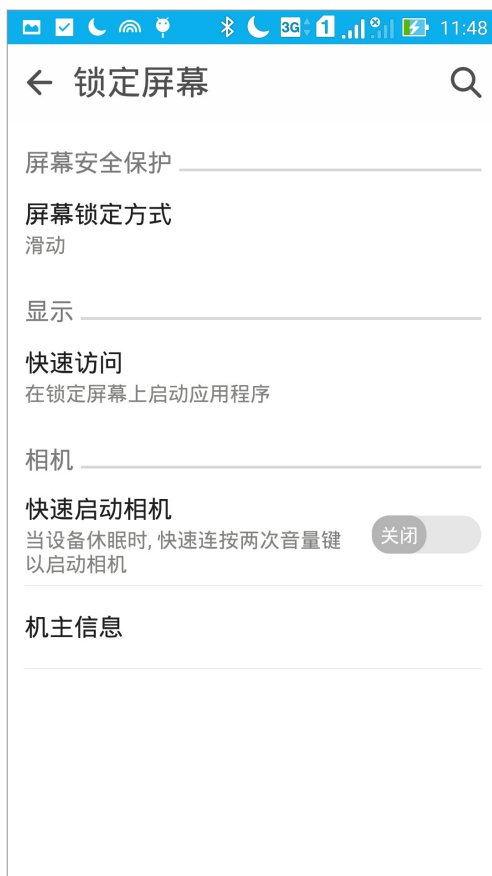 3G 1 11:48
锁定屏幕
屏幕安全保护
屏幕锁定方式
滑动
显示
快速访问
在锁定屏幕上启动应用程序
相机
快速启动相机
当设备休眠时, 快速连按两次音量键
以启动相机
关闭
机主信息